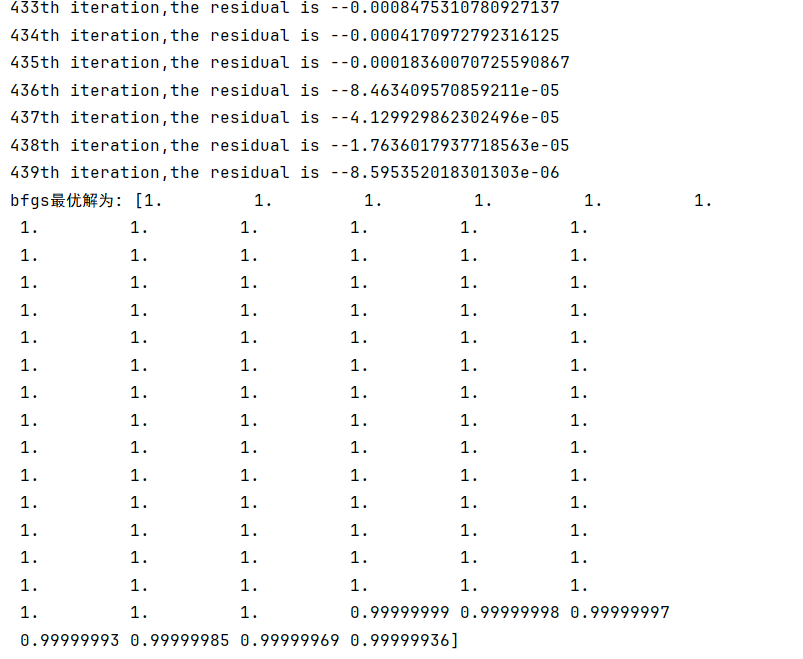 433th iteration,the residual is --0.0008475310780927137
434th iteration,the residual is --0.0004170972792316125
435th iteration,the residual is --0.00018360070725590867
436th iteration,the residual is --8.463409570859211e-05
437th iteration,the residual is --4.129929862302496e-05
438th iteration,the residual is --1.7636017937718563e-05
439th iteration,the residual is --8.595352018301303e-06
bfgs最优解为: [1. 1. 1. 1. 1. 1.
1. 1. 1. 1. 1. 1.
1. 1. 1. 1. 1. 1.
1. 1. 1. 1. 1. 1.
1. 1. 1. 1. 1. 1.
1. 1. 1. 1. 1. 1.
1. 1. 1. 1. 1. 1.
1. 1. 1. 1. 1. 1.
1. 1. 1. 1. 1. 1.
1. 1. 1. 1. 1. 1.
1. 1. 1. 1. 1. 1.
1. 1. 1. 1. 1. 1.
1. 1. 1. 1. 1. 1.
1. 1. 1. 1. 1. 1.
1. 1. 1. 1. 1. 1.
1. 1. 1. 0.99999999 0.99999998 0.99999997
0.99999993 0.99999985 0.99999969 0.99999936]